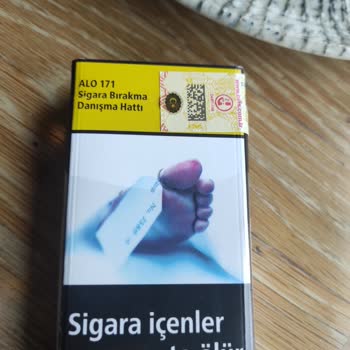 ALO 171
Sigara Bırakma
Danışma Hattı
Sigara içenler